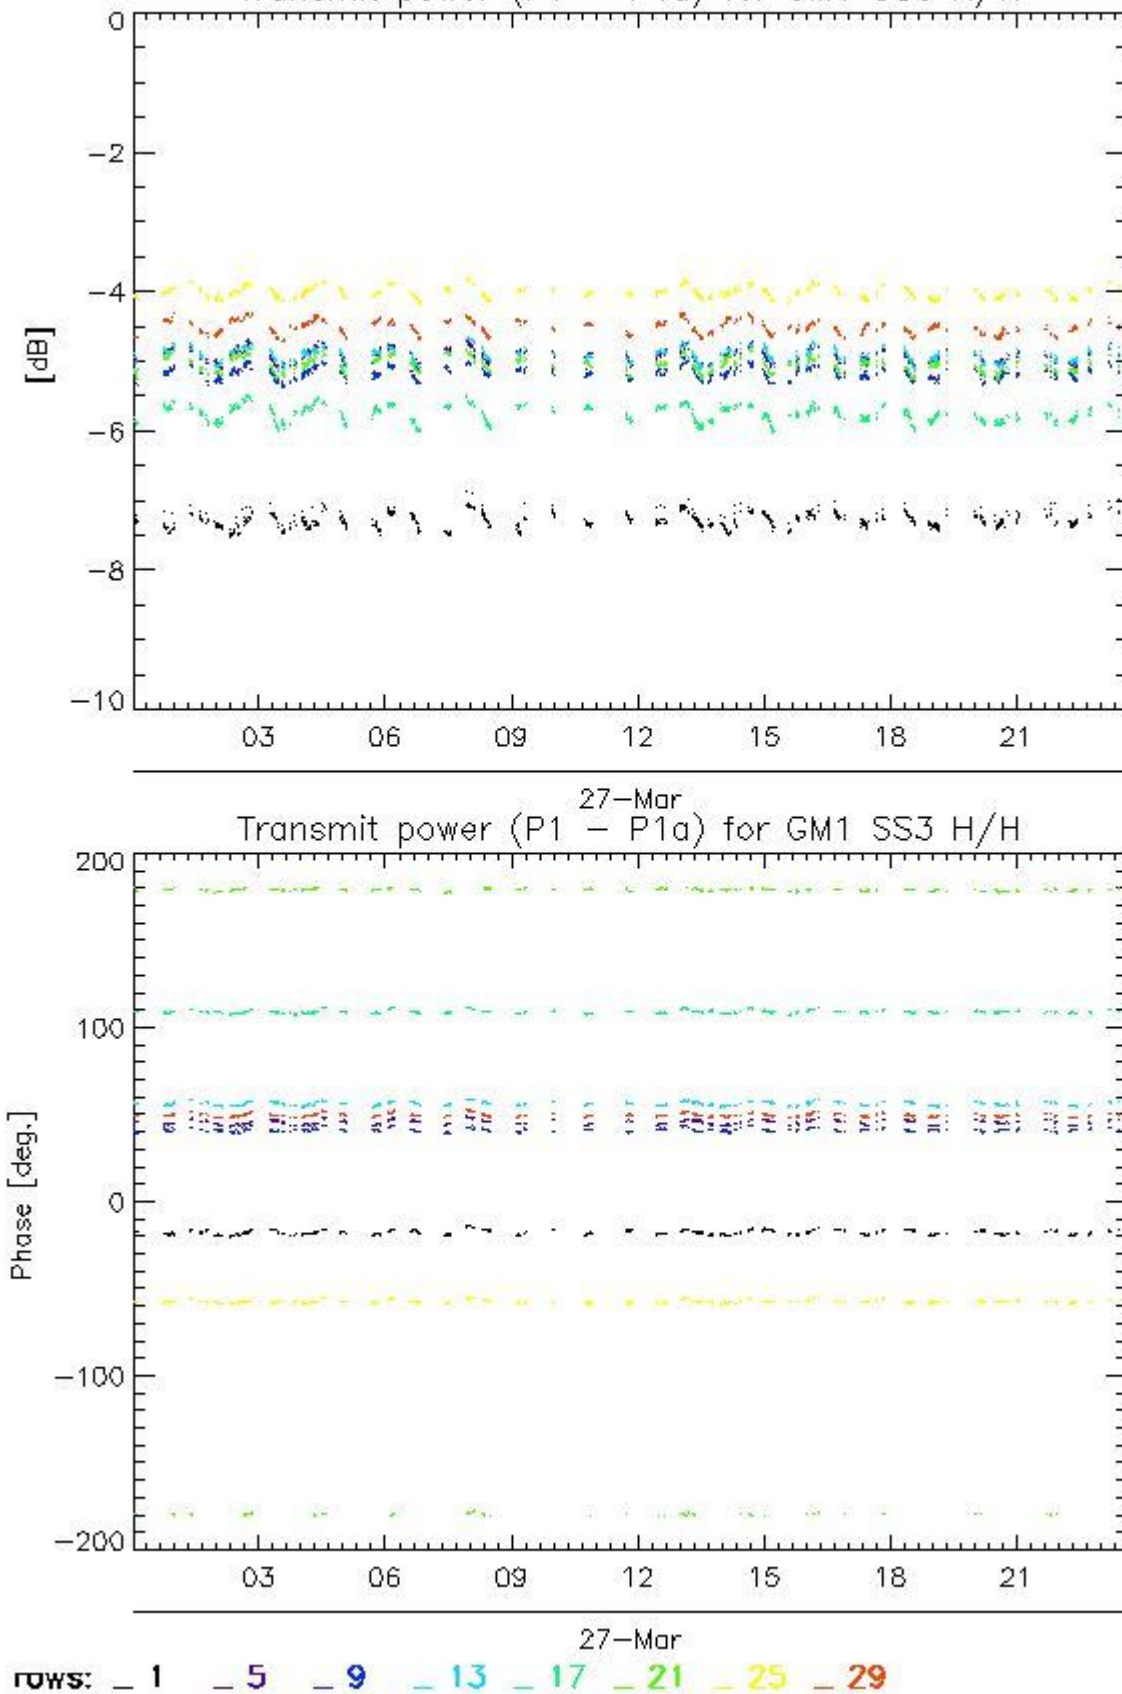 0
-2
-4
[dB]
-6
-8
-10
03 06 09 12 15 18 21
27-Mar
Transmit power (P1 - P1a) for GM1 SS3 H/H
200
100
0
Phase [deg.]
-100
-200
03 06 09 12 15 18 21
27-Mar
rows: _ 1 _ 5 _ 9 _ 13 _ 17 _ 21 _ 25 _ 29